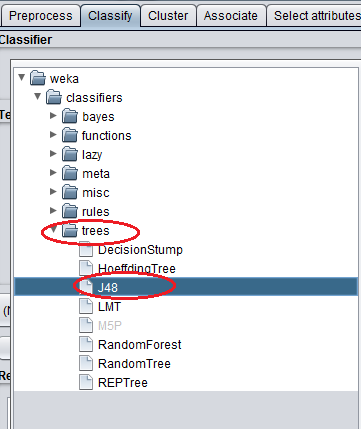 Preprocess Classify Cluster Associate Select attributes
Classifier
weka
classifiers
bayes
functions
lazy
meta
misc
rules
trees
DecisionStump
HoeffdingTree
J48
LMT
M5P
RandomForest
RandomTree
REPTree